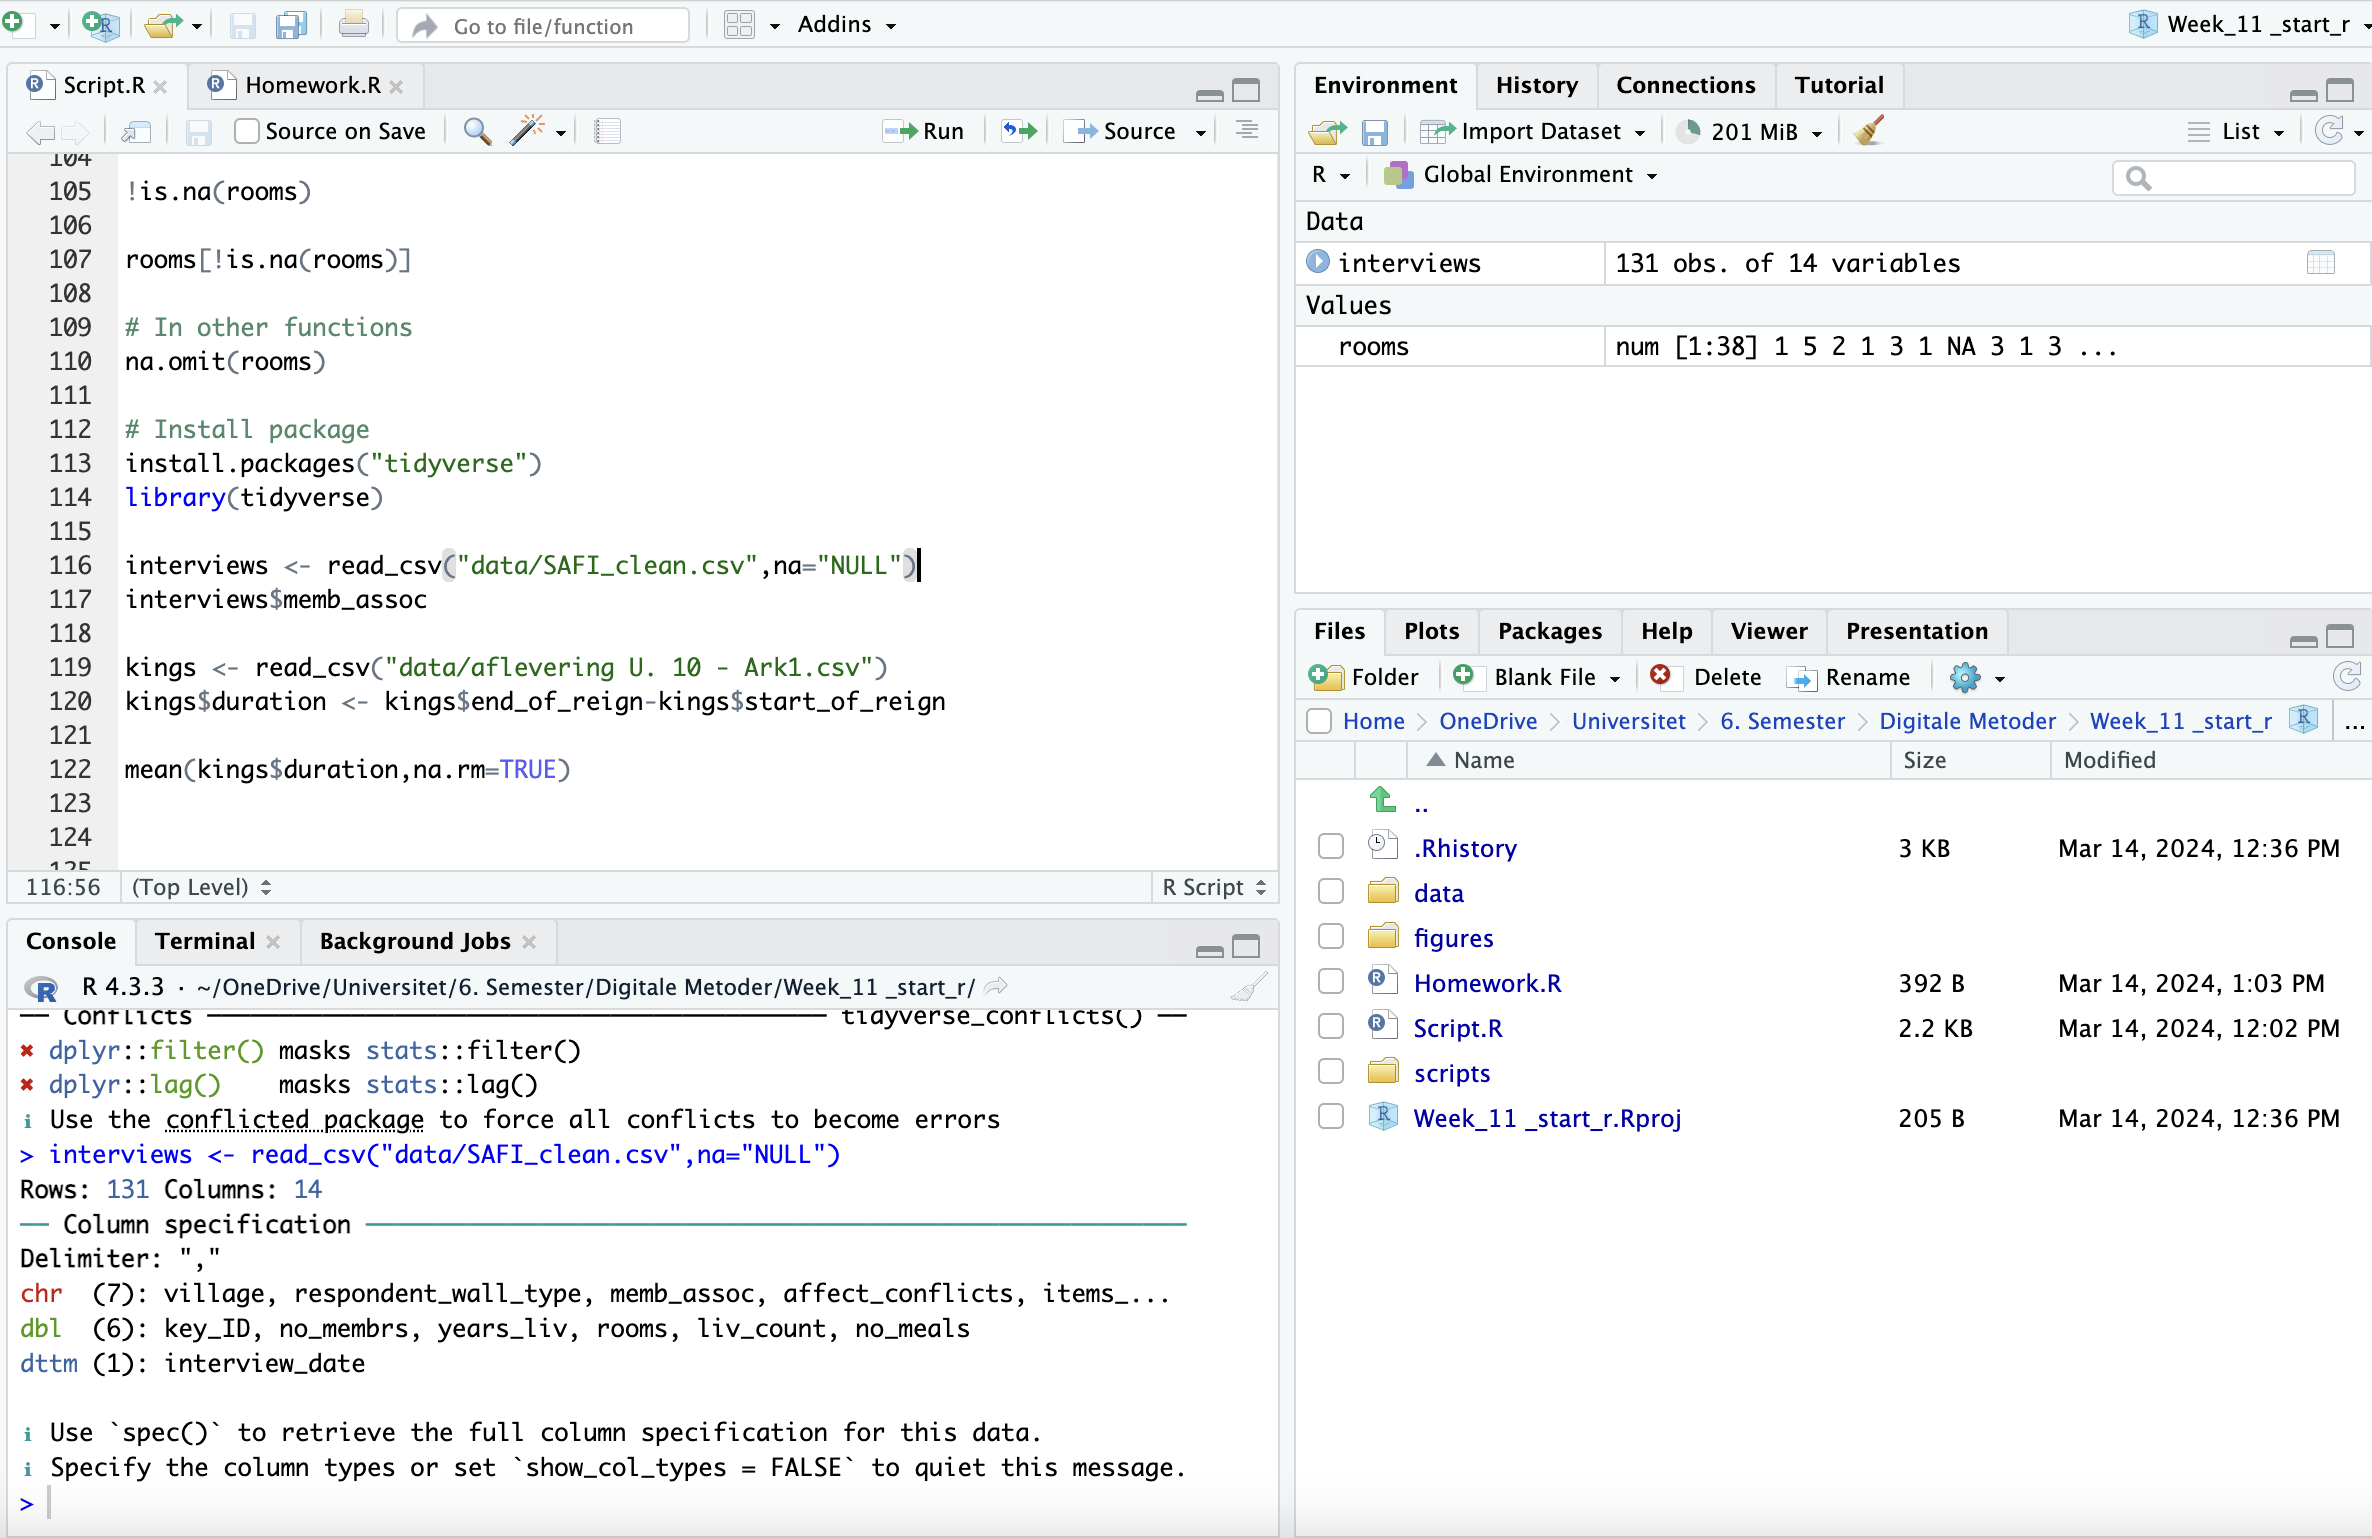 Go to file/function
Addins
Week_11 _start_r
Script.R
Homework.R
Source on Save
Run
Source
104
105 !is.na(rooms)
106
107 rooms[!is.na(rooms)]
108
109 # In other functions
110 na.omit(rooms)
111
112 # Install package
113 install.packages("tidyverse")
114 library(tidyverse)
115
116 interviews <- read_csv("data/SAFI_clean.csv",na="NULL")
117 interviews$memb_assoc
118
119 kings <- read_csv("data/aflevering U. 10 - Ark1.csv")
120 kings$duration <- kings$end_of_reign-kings$start_of_reign
121
122 mean(kings$duration,na.rm=TRUE)
123
124
125
116:56 (Top Level) R Script
Console Terminal Background Jobs
R 4.3.3 · ~/OneDrive/Universitet/6. Semester/Digitale Metoder/Week_11 _start_r/
── Conflicts ── tidyverse_conflicts() ──
✖ dplyr::filter() masks stats::filter()
✖ dplyr::lag() masks stats::lag()
ℹ Use the conflicted package to force all conflicts to become errors
> interviews <- read_csv("data/SAFI_clean.csv",na="NULL")
Rows: 131 Columns: 14
── Column specification ──
Delimiter: ","
chr (7): village, respondent_wall_type, memb_assoc, affect_conflicts, items_...
dbl (6): key_ID, no_membrs, years_liv, rooms, liv_count, no_meals
dttm (1): interview_date
ℹ Use `spec()` to retrieve the full column specification for this data.
ℹ Specify the column types or set `show_col_types = FALSE` to quiet this message.
>
Environment History Connections Tutorial
Import Dataset 201 MiB List
R Global Environment
Data
interviews 131 obs. of 14 variables
Values
rooms num [1:38] 1 5 2 1 3 1 NA 3 1 3 ...
Files Plots Packages Help Viewer Presentation
Folder Blank File Delete Rename
Home OneDrive Universitet 6. Semester Digitale Metoder Week_11 _start_r ...
Name Size Modified
..
.Rhistory 3 KB Mar 14, 2024, 12:36 PM
data
figures
Homework.R 392 B Mar 14, 2024, 1:03 PM
Script.R 2.2 KB Mar 14, 2024, 12:02 PM
scripts
Week_11 _start_r.Rproj 205 B Mar 14, 2024, 12:36 PM